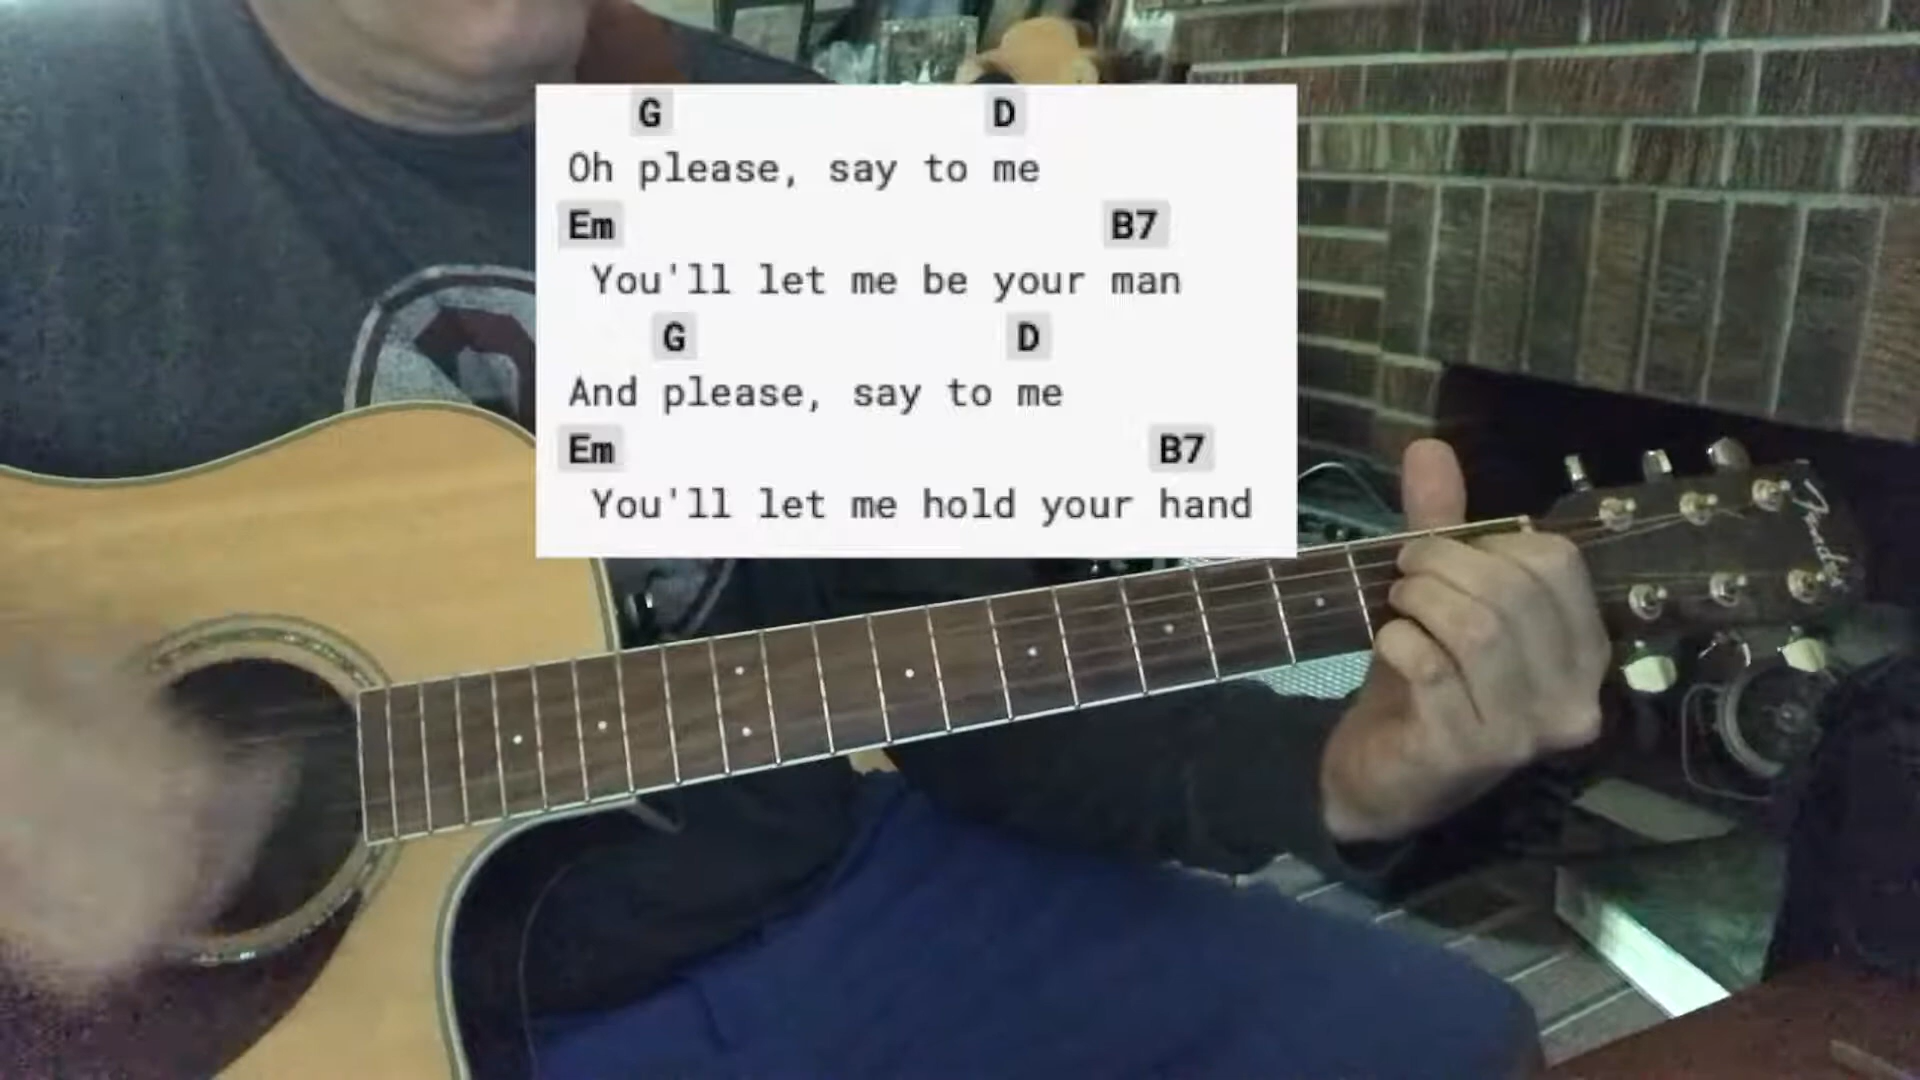 G D
Oh please, say to me
Em B7
You'll let me be your man
G D
And please, say to me
Em B7
You'll let me hold your hand
Fender